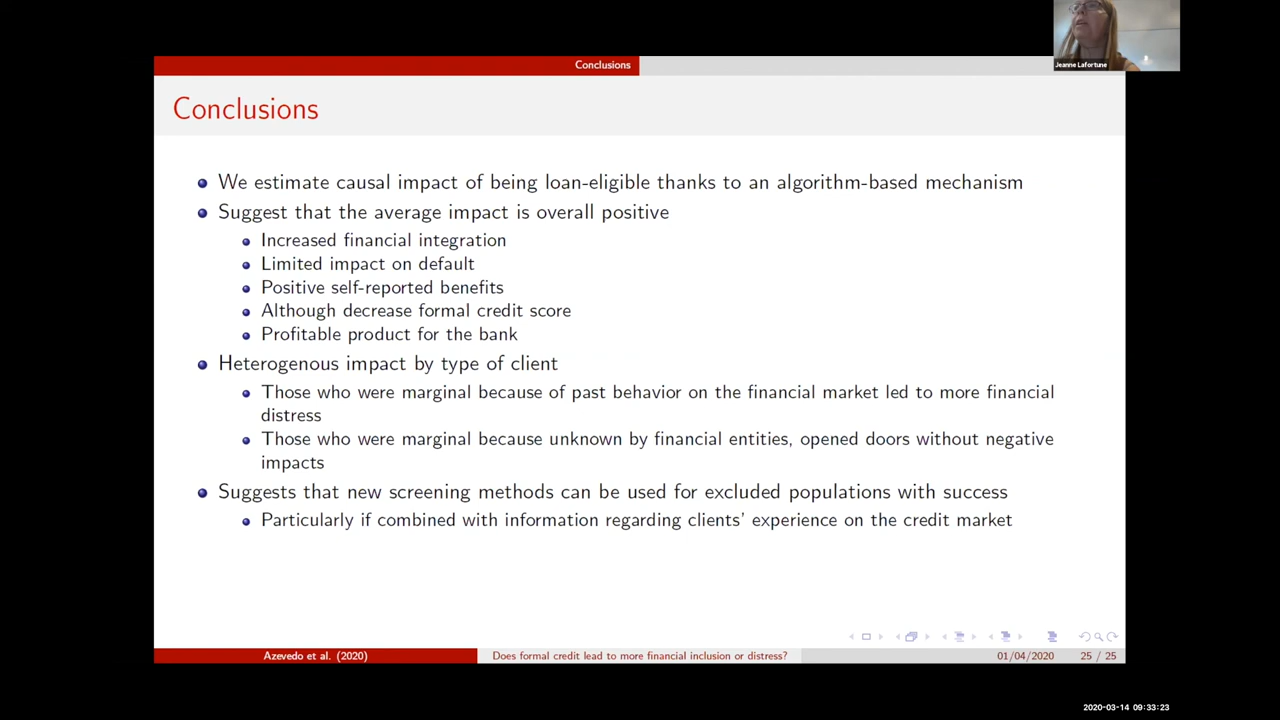 Conclusions
Jeanne Lafortune
Conclusions
We estimate causal impact of being loan-eligible thanks to an algorithm-based mechanism
Suggest that the average impact is overall positive
Increased financial integration
Limited impact on default
Positive self-reported benefits
Although decrease formal credit score
Profitable product for the bank
Heterogenous impact by type of client
Those who were marginal because of past behavior on the financial market led to more financial
distress
Those who were marginal because unknown by financial entities, opened doors without negative
impacts
Suggests that new screening methods can be used for excluded populations with success
Particularly if combined with information regarding clients' experience on the credit market
Azevedo et al. (2020) Does formal credit lead to more financial inclusion or distress? 01/04/2020 25 / 25
2020-03-14 09:33:23